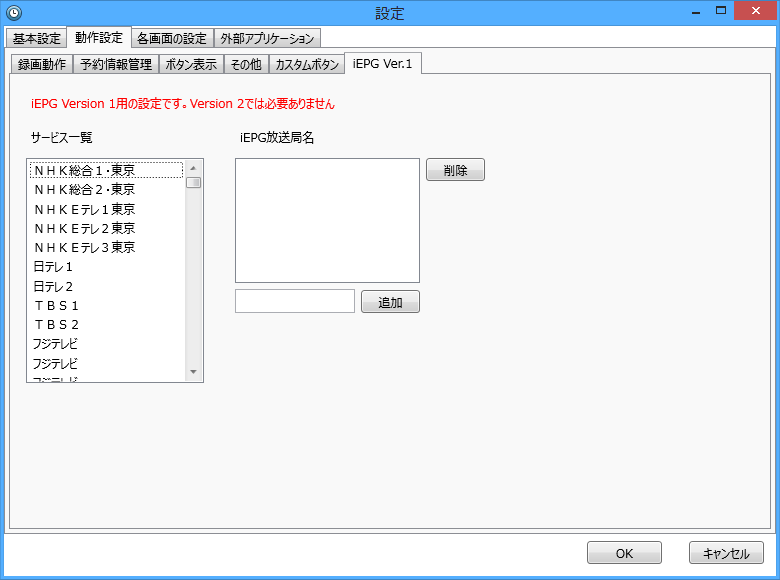 設定
基本設定 動作設定 各画面の設定 外部アプリケーション
録画動作 予約情報管理 ボタン表示 その他 カスタムボタン iEPG Ver.1
iEPG Version 1用の設定です。Version 2では必要ありません
サービス一覧 iEPG放送局名
ＮＨＫ総合１・東京 削除
ＮＨＫ総合２・東京
ＮＨＫＥテレ１東京
ＮＨＫＥテレ２東京
ＮＨＫＥテレ３東京
日テレ１
日テレ２
ＴＢＳ１ 追加
ＴＢＳ２
フジテレビ
フジテレビ
フジテレビ
OK キャンセル